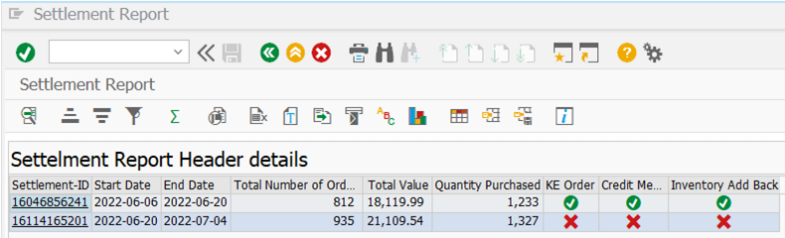 Settlement Report
Settlement Report
Settelment Report Header details
Settlement-ID Start Date End Date Total Number of Ord... Total Value Quantity Purchased KE Order Credit Me... Inventory Add Back
16046856241 2022-06-06 2022-06-20 812 18,119.99 1,233
16114165201 2022-06-20 2022-07-04 935 21,109.54 1,327